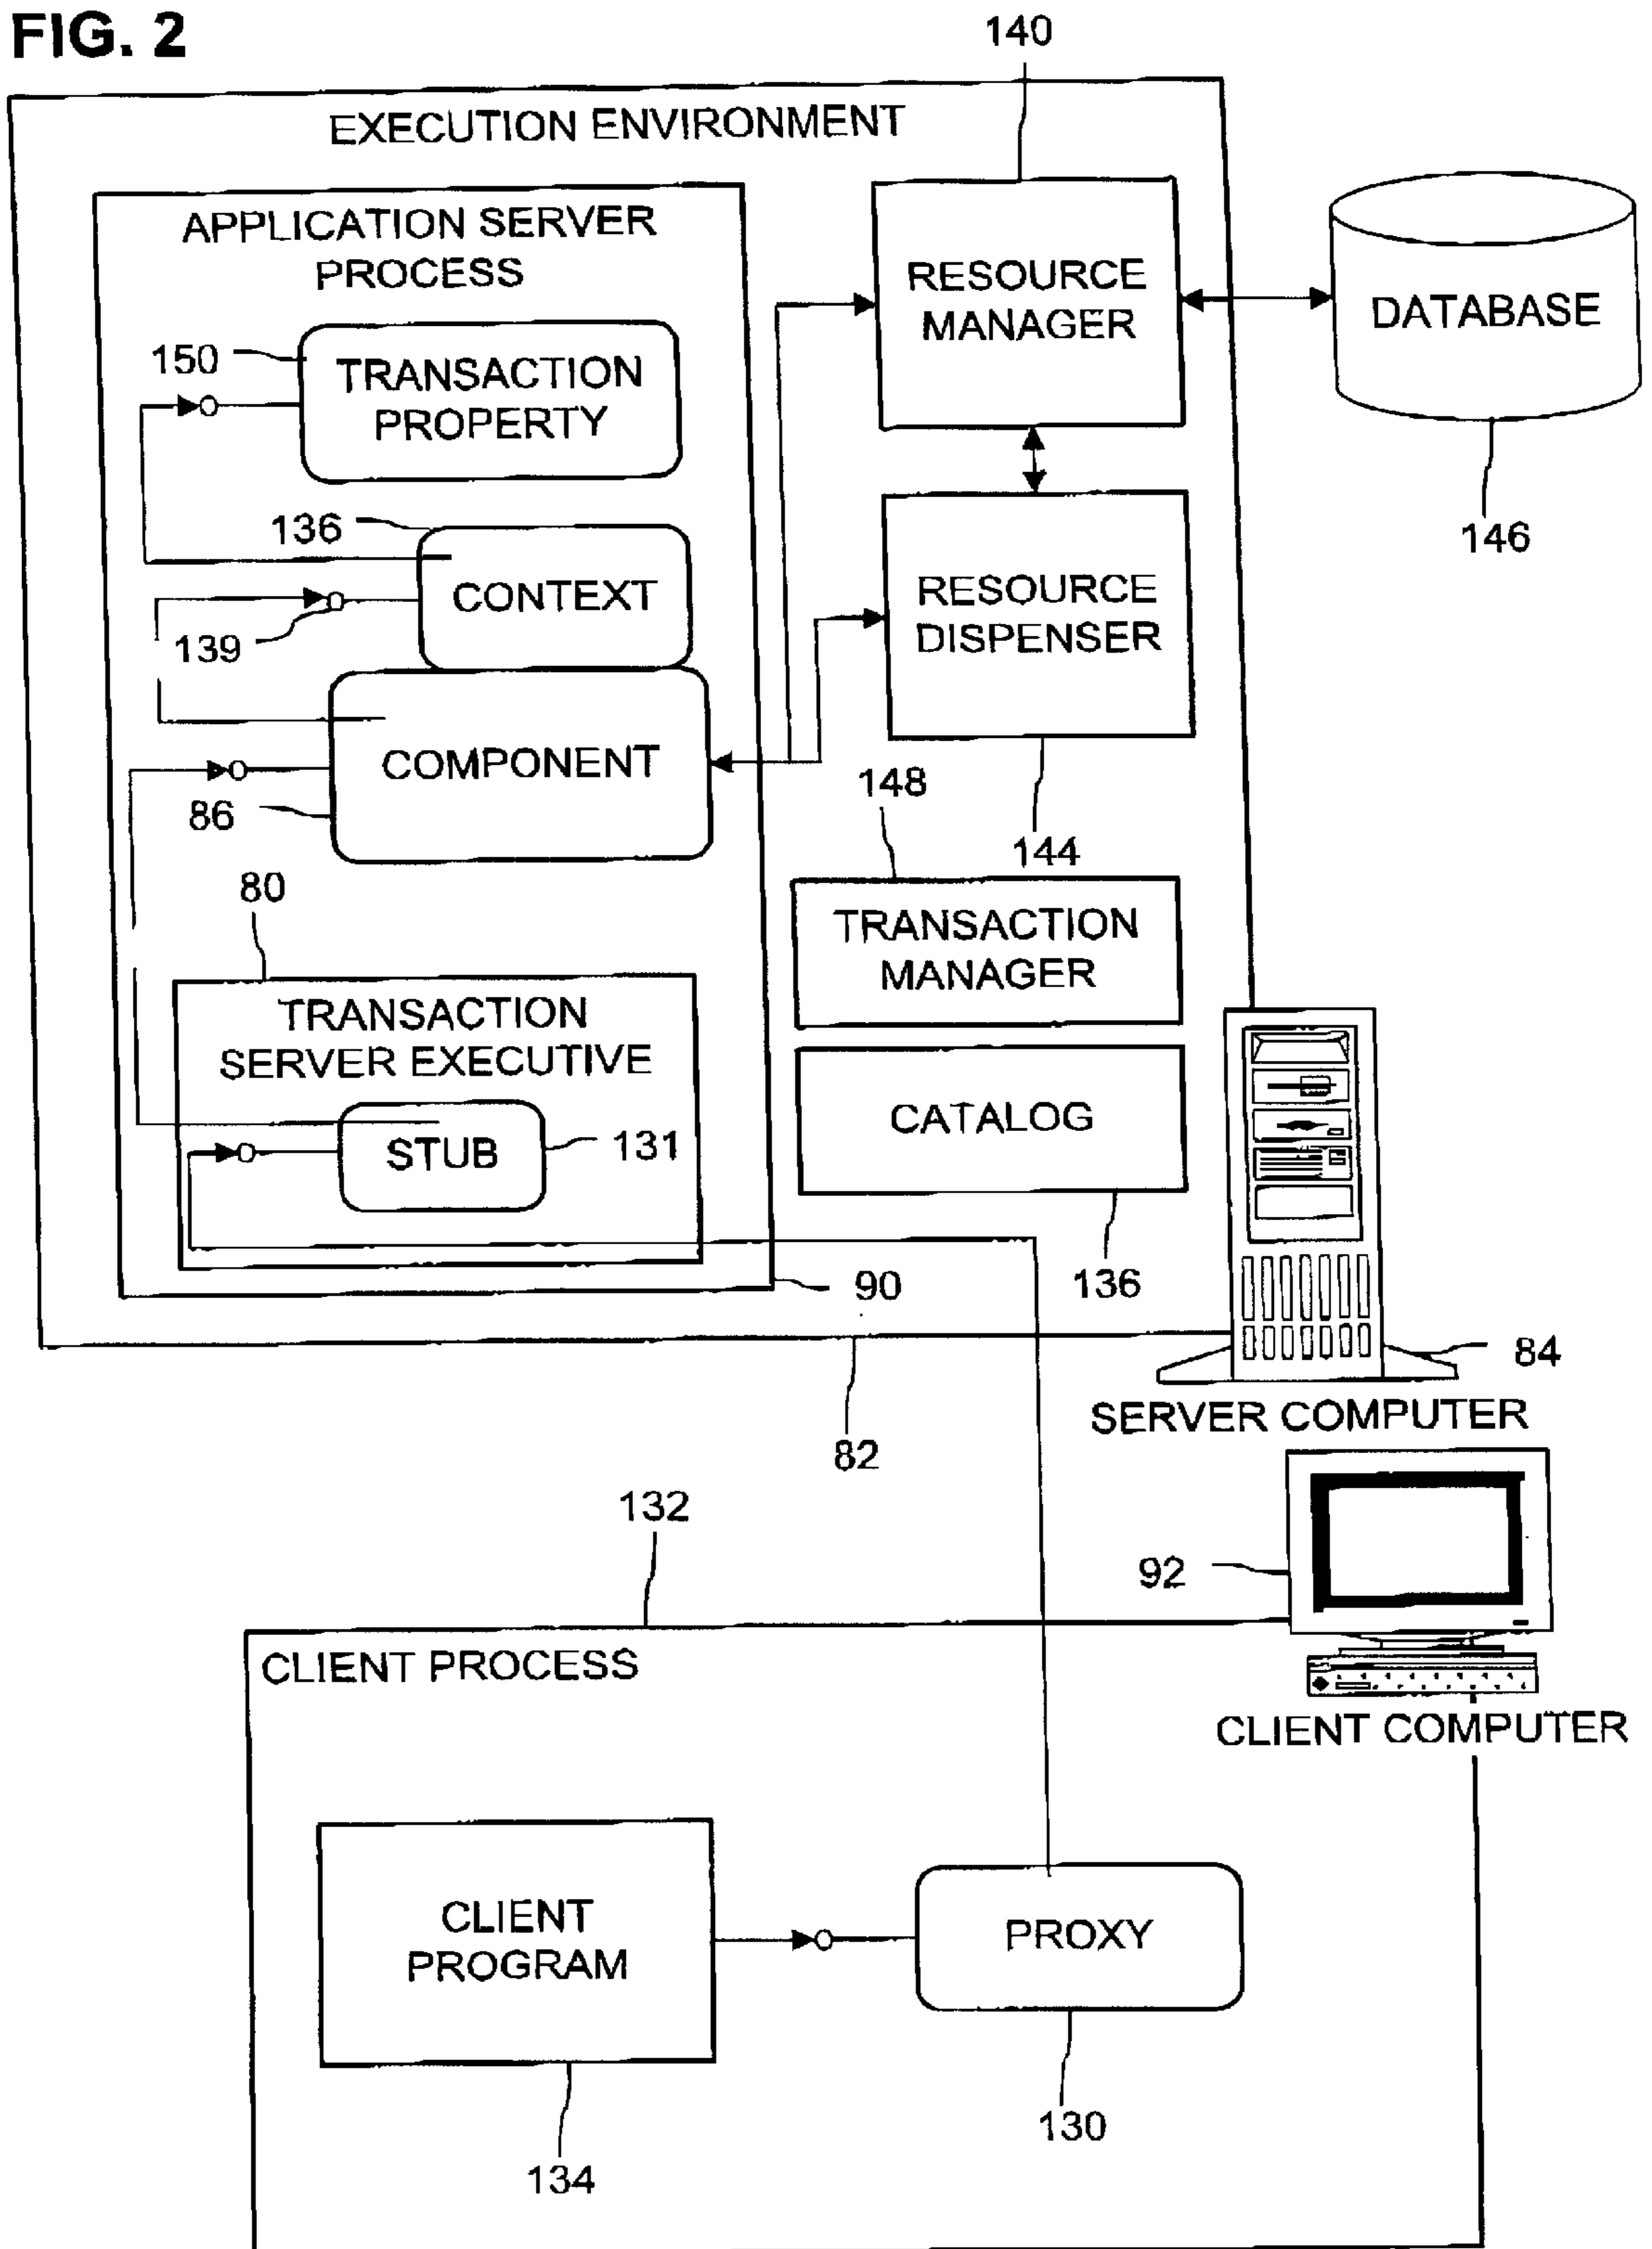 FIG. 2
140
EXECUTION ENVIRONMENT
APPLICATION SERVER
PROCESS
RESOURCE
MANAGER
DATABASE
150
TRANSACTION
PROPERTY
146
136
CONTEXT
139
RESOURCE
DISPENSER
COMPONENT
86
148
144
80
TRANSACTION
MANAGER
TRANSACTION
SERVER EXECUTIVE
CATALOG
STUB
131
90
136
84
SERVER COMPUTER
82
132
92
CLIENT PROCESS
CLIENT COMPUTER
CLIENT
PROGRAM
PROXY
130
134